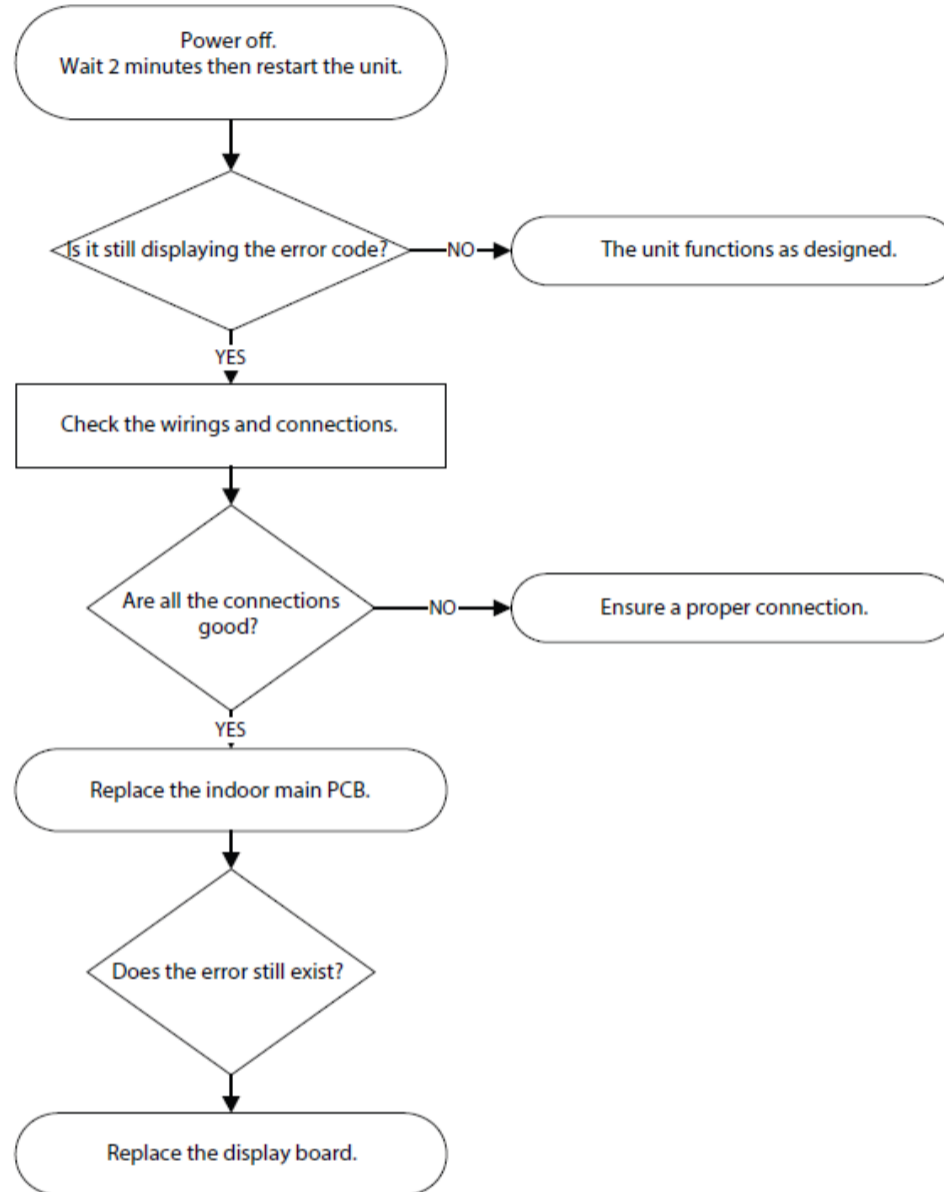 Power off.
Wait 2 minutes then restart the unit.
Is it still displaying the error code?
NO
The unit functions as designed.
YES
Check the wirings and connections.
Are all the connections
good?
NO
Ensure a proper connection.
YES
Replace the indoor main PCB.
Does the error still exist?
Replace the display board.